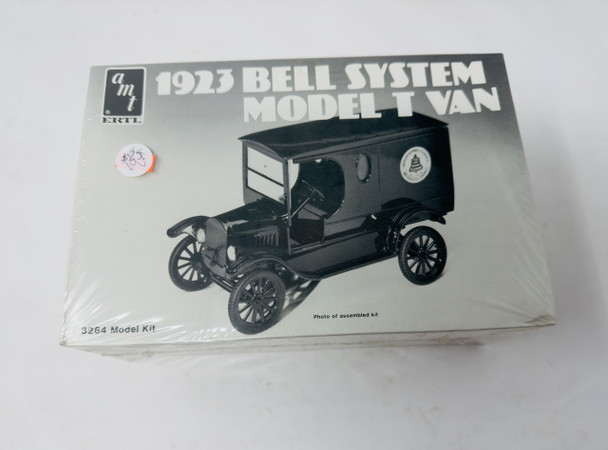 amt
®
ERTL
1923 BELL SYSTEM
MODEL T VAN
Photo of assembled kit
3264 Model Kit